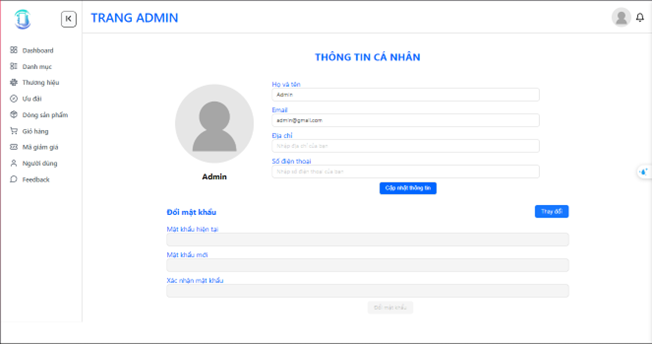 TRANG ADMIN
Dashboard
Danh mục
Thương hiệu
Ưu đãi
Dòng sản phẩm
Giỏ hàng
Mã giảm giá
Người dùng
Feedback
THÔNG TIN CÁ NHÂN
Admin
Họ và tên
Admin
Email
admin@gmail.com
Địa chỉ
Nhập địa chỉ của bạn
Số điện thoại
Nhập số điện thoại của bạn
Cập nhật thông tin
Đổi mật khẩu
Thay đổi
Mật khẩu hiện tại
Mật khẩu mới
Xác nhận mật khẩu
Đổi mật khẩu